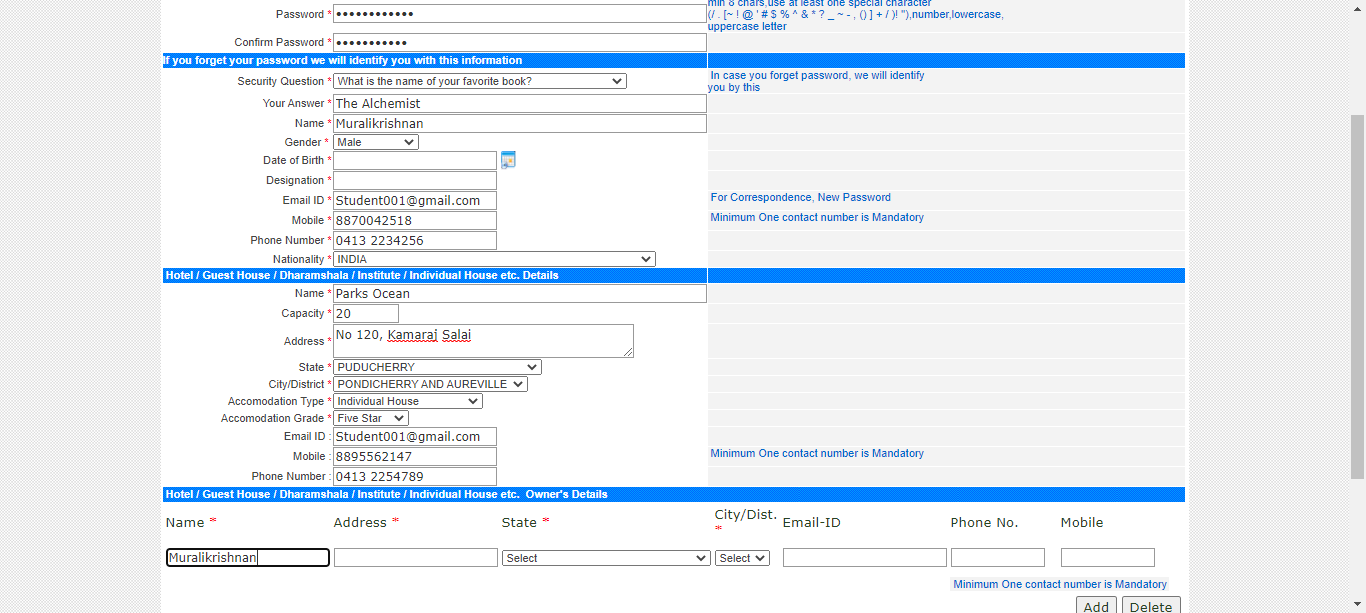 min 8 chars,use at least one special character
Password * ••••••••••••
(/ . [~ ! @ ' # $ % ^ & * ? _ ~ - , () ] + / )! "),number,lowercase,
uppercase letter
Confirm Password * •••••••••••
If you forget your password we will identify you with this information
Security Question * What is the name of your favorite book?
In case you forget password, we will identify
you by this
Your Answer * The Alchemist
Name * Muralikrishnan
Gender * Male
Date of Birth *
Designation *
Email ID * Student001@gmail.com
For Correspondence, New Password
Mobile * 8870042518
Minimum One contact number is Mandatory
Phone Number * 0413 2234256
Nationality * INDIA
Hotel / Guest House / Dharamshala / Institute / Individual House etc. Details
Name * Parks Ocean
Capacity * 20
Address * No 120, Kamaraj Salai
State * PUDUCHERRY
City/District * PONDICHERRY AND AUREVILLE
Accomodation Type * Individual House
Accomodation Grade * Five Star
Email ID : Student001@gmail.com
Mobile : 8895562147
Minimum One contact number is Mandatory
Phone Number : 0413 2254789
Hotel / Guest House / Dharamshala / Institute / Individual House etc. Owner's Details
Name * Address * State * City/Dist. * Email-ID Phone No. Mobile
Muralikrishnan Select Select
Minimum One contact number is Mandatory
Add Delete